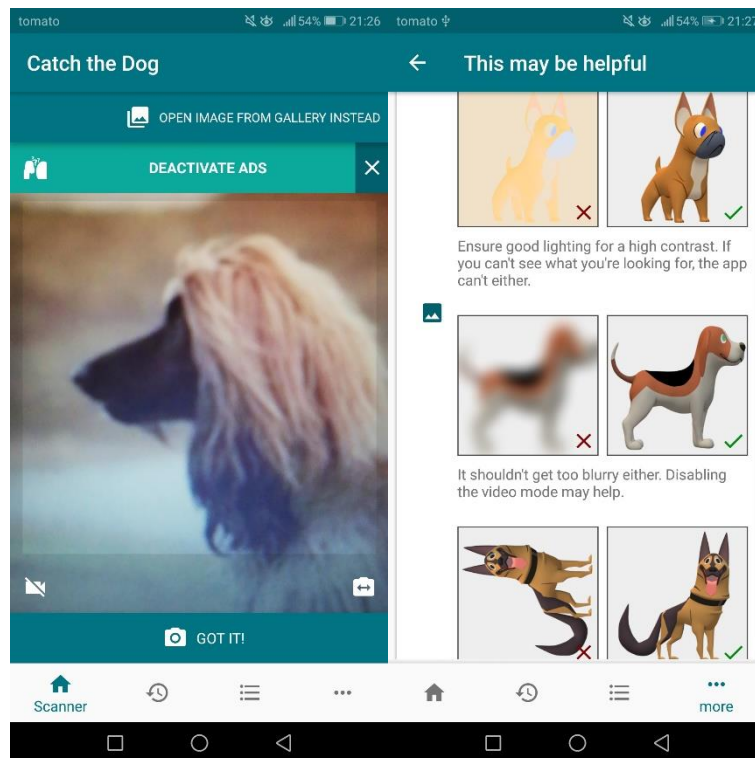 tomato 54% 21:26
Catch the Dog
OPEN IMAGE FROM GALLERY INSTEAD
DEACTIVATE ADS
GOT IT!
Scanner
tomato 54% 21:27
This may be helpful
Ensure good lighting for a high contrast. If
you can't see what you're looking for, the app
can't either.
It shouldn't get too blurry either. Disabling
the video mode may help.
more